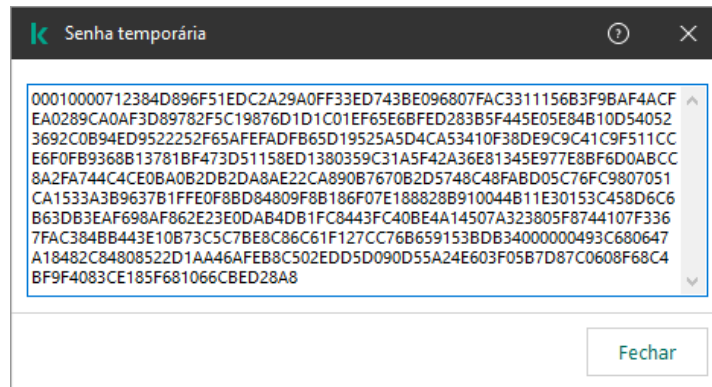 Senha temporária
00010000712384D896F51EDC2A29A0FF33ED743BE096807FAC3311156B3F9BAF4ACF
EA0289CA0AF3D89782F5C19876D1D1C01EF65E6BFED283B5F445E05E84B10D54052
3692C0B94ED9522252F65AFEFADFB65D19525A5D4CA53410F38DE9C9C41C9F511CC
E6F0FB9368B13781BF473D51158ED1380359C31A5F42A36E81345E977E8BF6D0ABCC
8A2FA744C4CE0BA0B2DB2DA8AE22CA890B7670B2D5748C48FABD05C76FC9807051
CA1533A3B9637B1FFE0F8BD84809F8B186F07E188828B910044B11E30153C458D6C6
B63DB3EAF698AF862E23E0DAB4DB1FC8443FC40BE4A14507A323805F8744107F336
7FAC384BB443E10B73C5C7BE8C86C61F127CC76B659153BDB34000000493C680647
A18482C84808522D1AA46AFEB8C502EDD5D090D55A24E603F05B7D87C0608F68C4
BF9F4083CE185F681066CBED28A8
Fechar